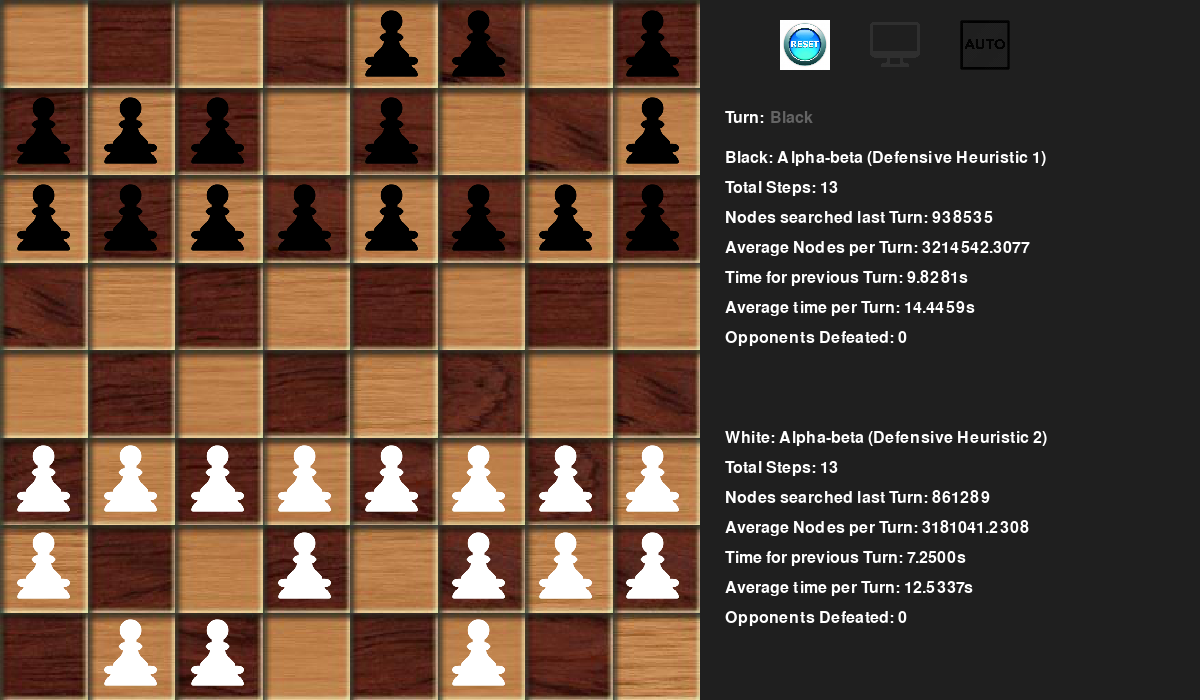 RESET
AUTO
Turn: Black
Black: Alpha-beta (Defensive Heuristic 1)
Total Steps: 13
Nodes searched last Turn: 938535
Average Nodes per Turn: 3214542.3077
Time for previous Turn: 9.8281s
Average time per Turn: 14.4459s
Opponents Defeated: 0
White: Alpha-beta (Defensive Heuristic 2)
Total Steps: 13
Nodes searched last Turn: 861289
Average Nodes per Turn: 3181041.2308
Time for previous Turn: 7.2500s
Average time per Turn: 12.5337s
Opponents Defeated: 0